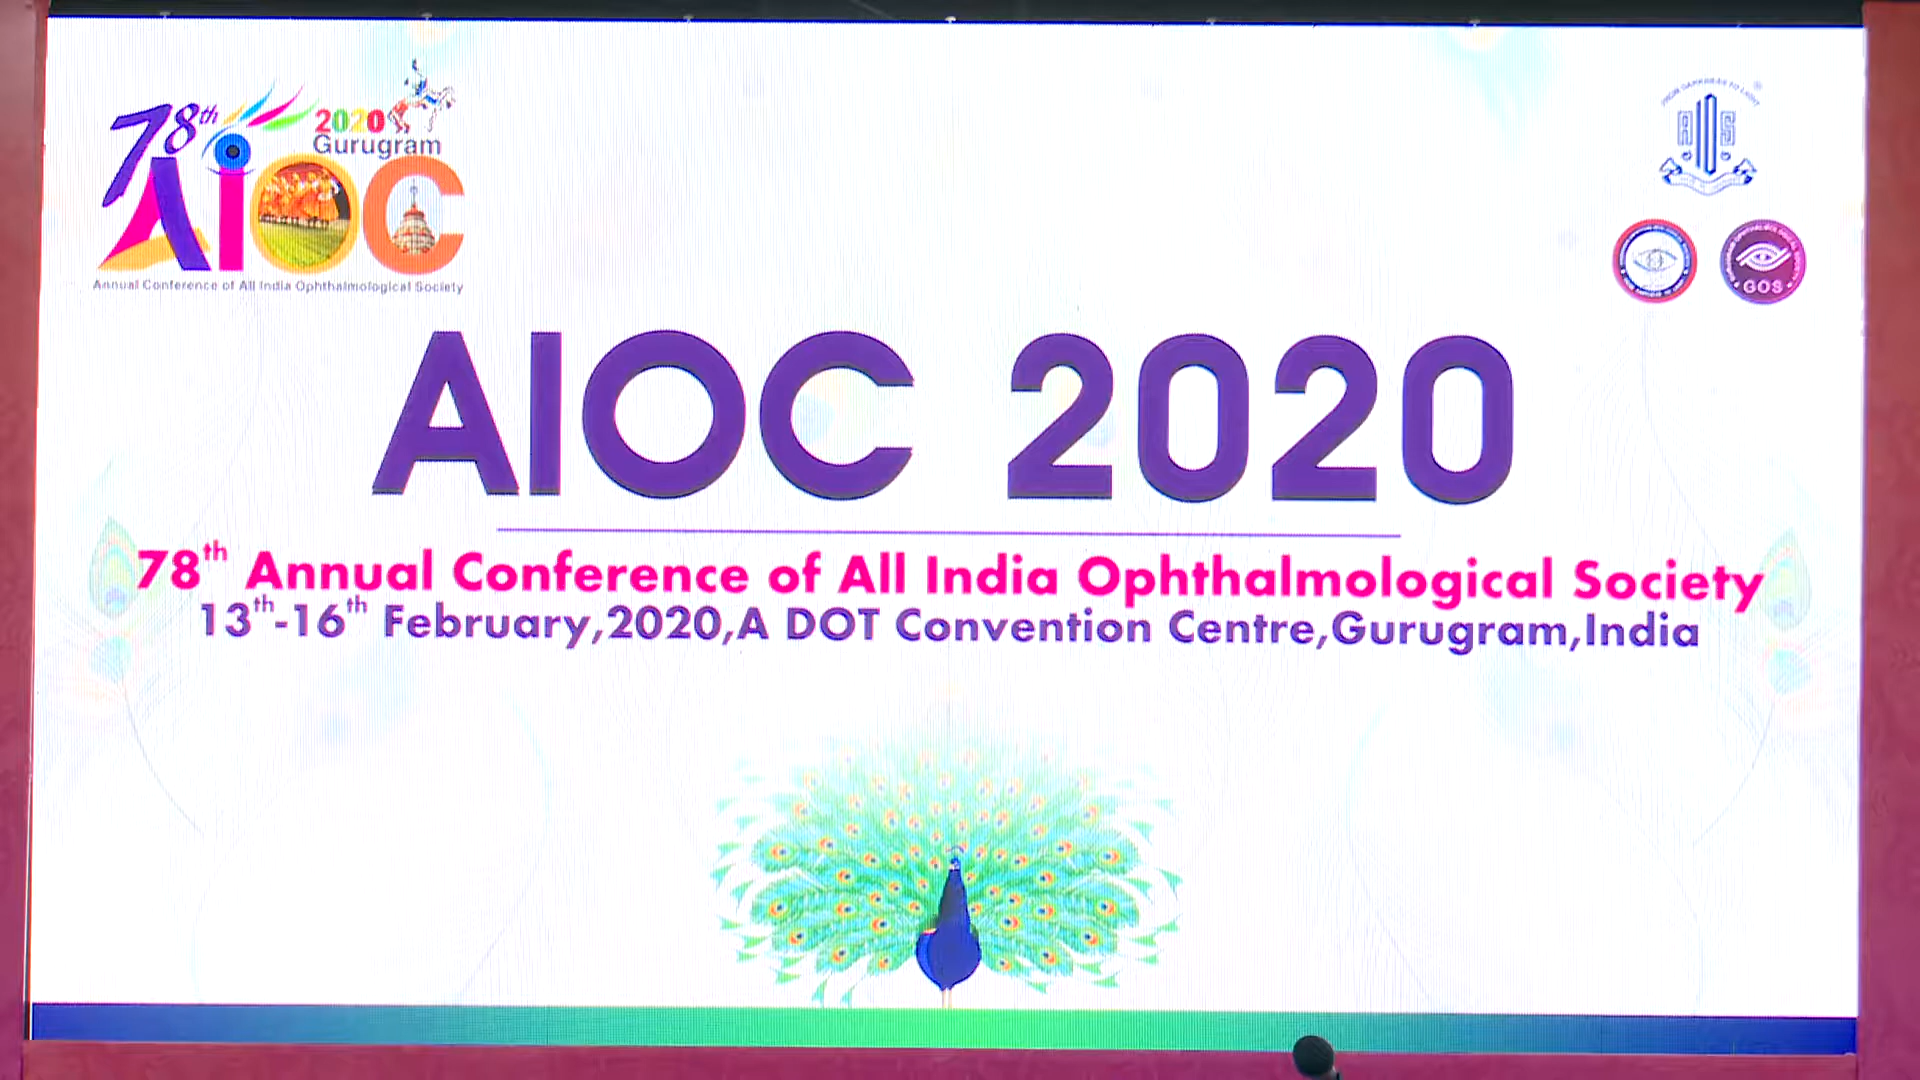 78th
2020
Gurugram
AIOC
Annual Conference of All India Ophthalmological Society
AIOS
GOS
AIOC 2020
78th Annual Conference of All India Ophthalmological Society
13th-16th February,2020,A DOT Convention Centre,Gurugram,India